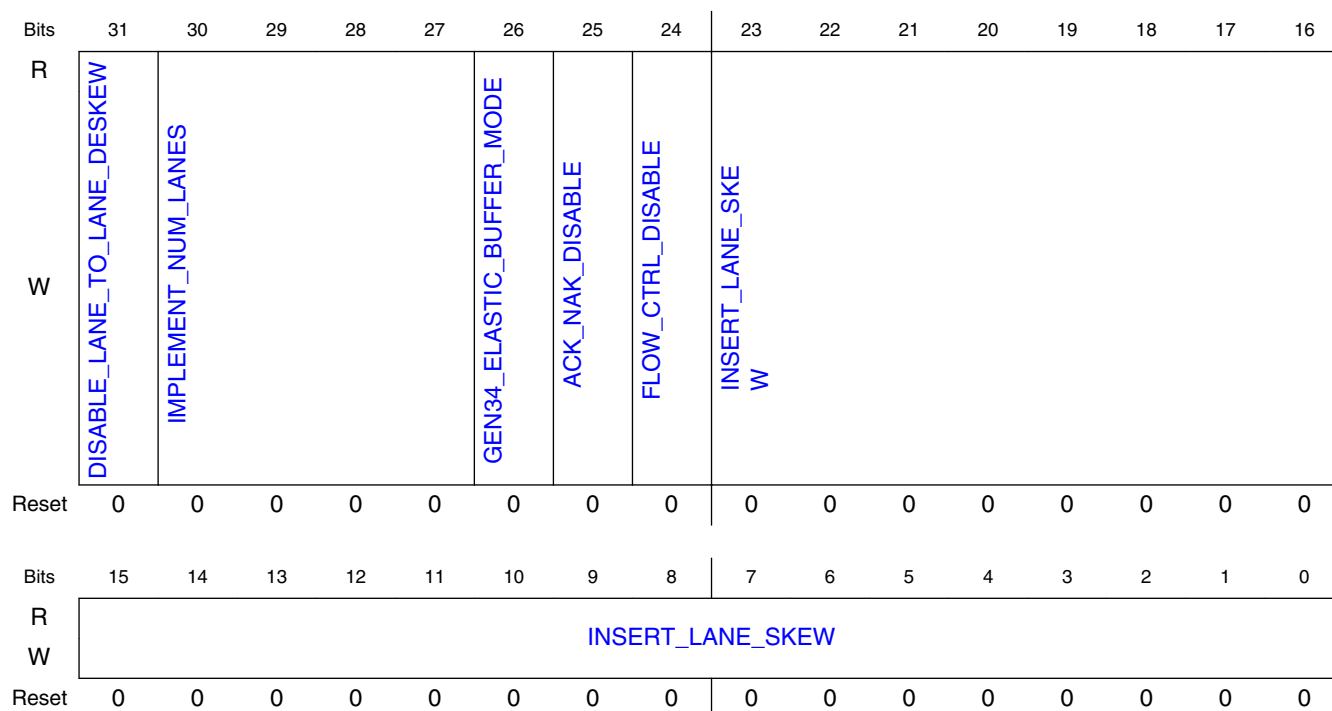 Bits 31 30 29 28 27 26 25 24 23 22 21 20 19 18 17 16
R
W
DISABLE_LANE_TO_LANE_DESKEW
IMPLEMENT_NUM_LANES
GEN34_ELASTIC_BUFFER_MODE
ACK_NAK_DISABLE
FLOW_CTRL_DISABLE
INSERT_LANE_SKE
W
Reset 0 0 0 0 0 0 0 0 0 0 0 0 0 0 0 0
Bits 15 14 13 12 11 10 9 8 7 6 5 4 3 2 1 0
R
INSERT_LANE_SKEW
W
Reset 0 0 0 0 0 0 0 0 0 0 0 0 0 0 0 0